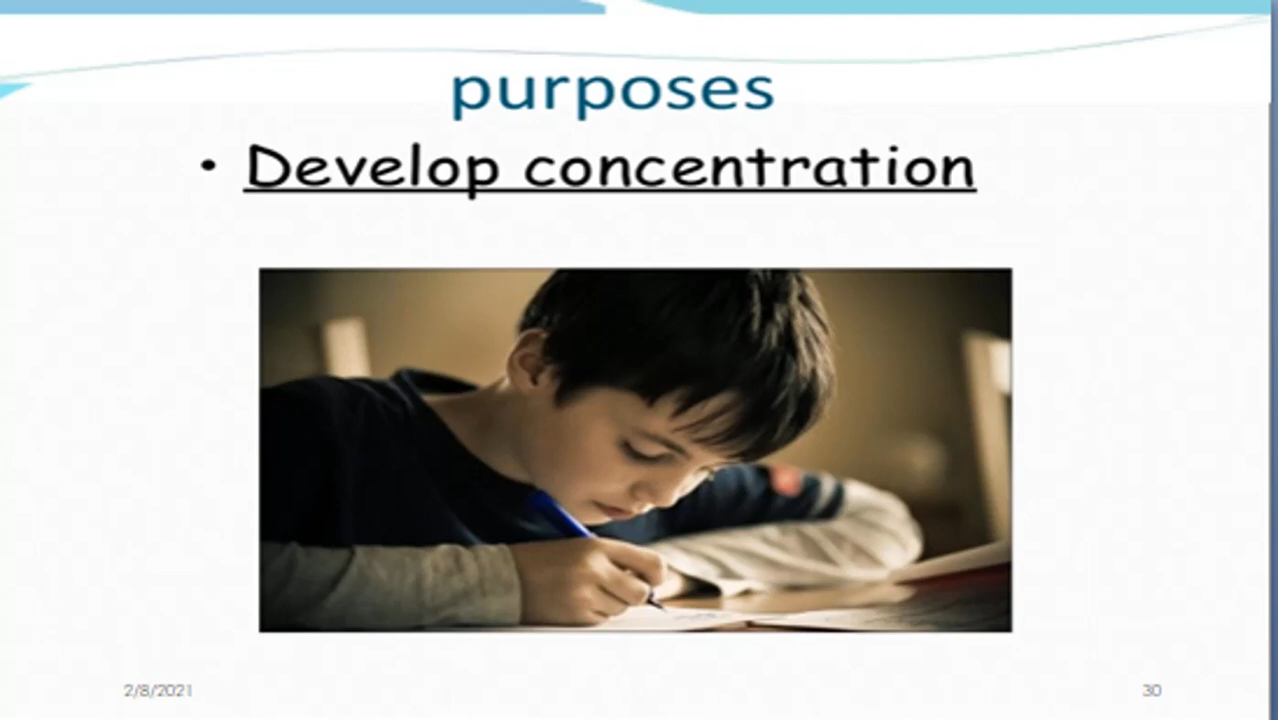 purposes
• Develop concentration
2/8/2021
30